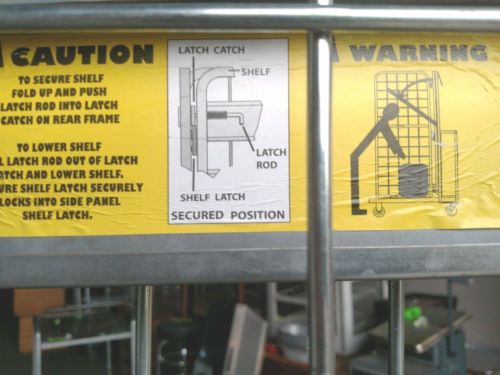 CAUTION
TO SECURE SHELF
FOLD UP AND PUSH
LATCH ROD INTO LATCH
CATCH ON REAR FRAME
TO LOWER SHELF
LATCH ROD OUT OF LATCH
AND LOWER SHELF.
SHELF LATCH SECURELY
LOCKS INTO SIDE PANEL
SHELF LATCH.
LATCH CATCH
SHELF
LATCH
ROD
SHELF LATCH
SECURED POSITION
WARNING